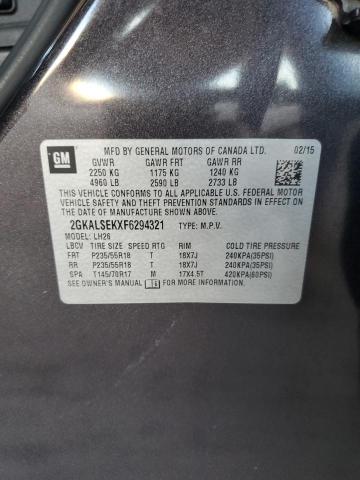 GM
MFD BY GENERAL MOTORS OF CANADA LTD. 02/15
GVWR GAWR FRT GAWR RR
2250 KG 1175 KG 1240 KG
4960 LB 2590 LB 2733 LB
THIS VEHICLE CONFORMS TO ALL APPLICABLE U.S. FEDERAL MOTOR
VEHICLE SAFETY, BUMPER, AND THEFT PREVENTION STANDARDS IN
EFFECT ON THE DATE OF MANUFACTURE SHOWN ABOVE.
2GKALSEKXF6294321 TYPE: M.P.V.
MODEL: LH26
LBCV TIRE SIZE SPEED RTG RIM COLD TIRE PRESSURE
FRT P235/55R18 T 18X7J 240KPA(35PSI)
RR P235/55R18 T 18X7J 240KPA(35PSI)
SPA T145/70R17 M 17X4.5T 420KPA(60PSI)
SEE OWNER'S MANUAL FOR ADDITIONAL INFORMATION.